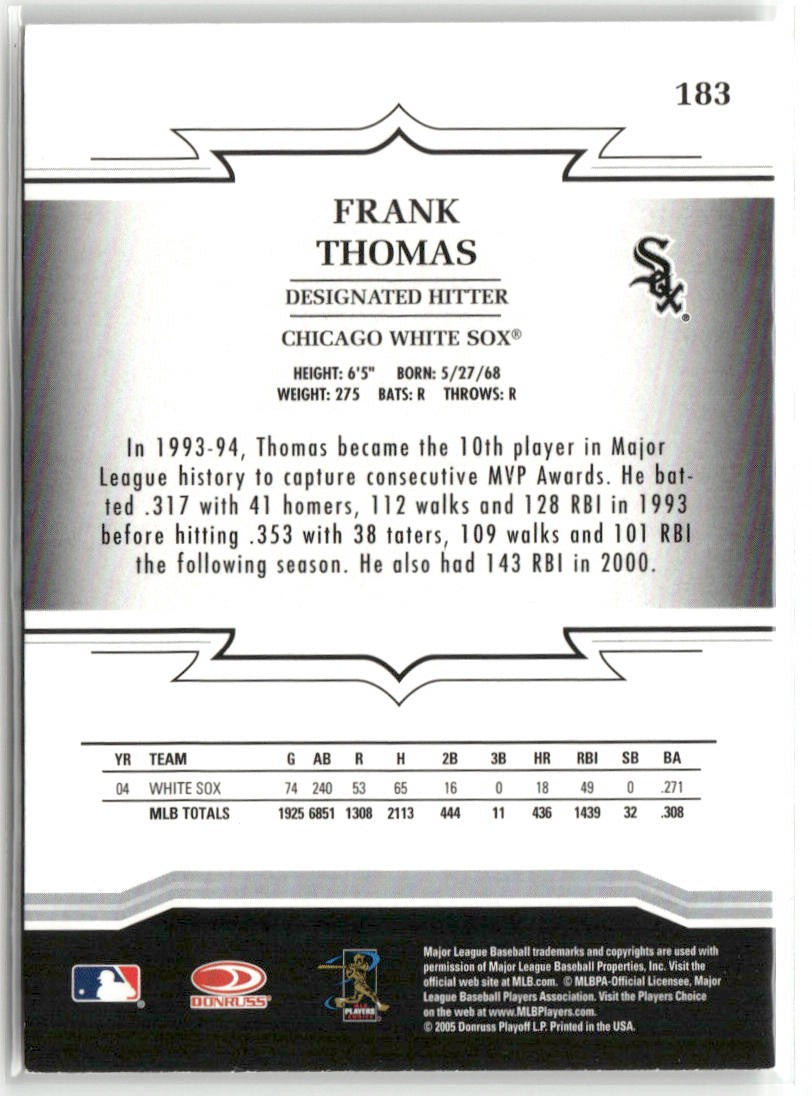 183
FRANK
THOMAS
Sox
DESIGNATED HITTER
CHICAGO WHITE SOX®
HEIGHT: 6'5" BORN: 5/27/68
WEIGHT: 275 BATS: R THROWS: R
In 1993-94, Thomas became the 10th player in Major
League history to capture consecutive MVP Awards. He bat-
ted .317 with 41 homers, 112 walks and 128 RBI in 1993
before hitting .353 with 38 taters, 109 walks and 101 RBI
the following season. He also had 143 RBI in 2000.
YR TEAM G AB R H 2B 3B HR RBI SB BA
04 WHITE SOX 74 240 53 65 16 0 18 49 0 .271
MLB TOTALS 1925 6851 1308 2113 444 11 436 1439 32 .308
DONRUSS
PLAYERS
CHOICE
Major League Baseball trademarks and copyrights are used with
permission of Major League Baseball Properties, Inc. Visit the
official web site at MLB.com. © MLBPA-Official Licensee, Major
League Baseball Players Association. Visit the Players Choice
on the web at www.MLBPlayers.com.
© 2005 Donruss Playoff L.P. Printed in the USA.